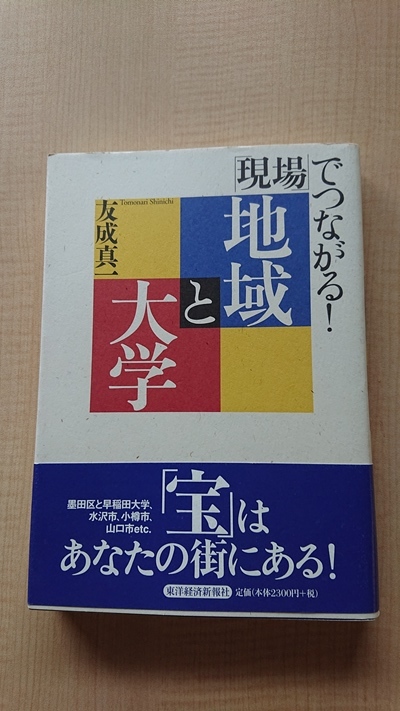 「現場」でつながる!
地域
と
大学
Tomonari Shinichi
友成真一
墨田区と早稲田大学、
水沢市、小樽市、
山口市etc.
「宝」は
あなたの街にある!
東洋経済新報社 定価(本体2300円+税)